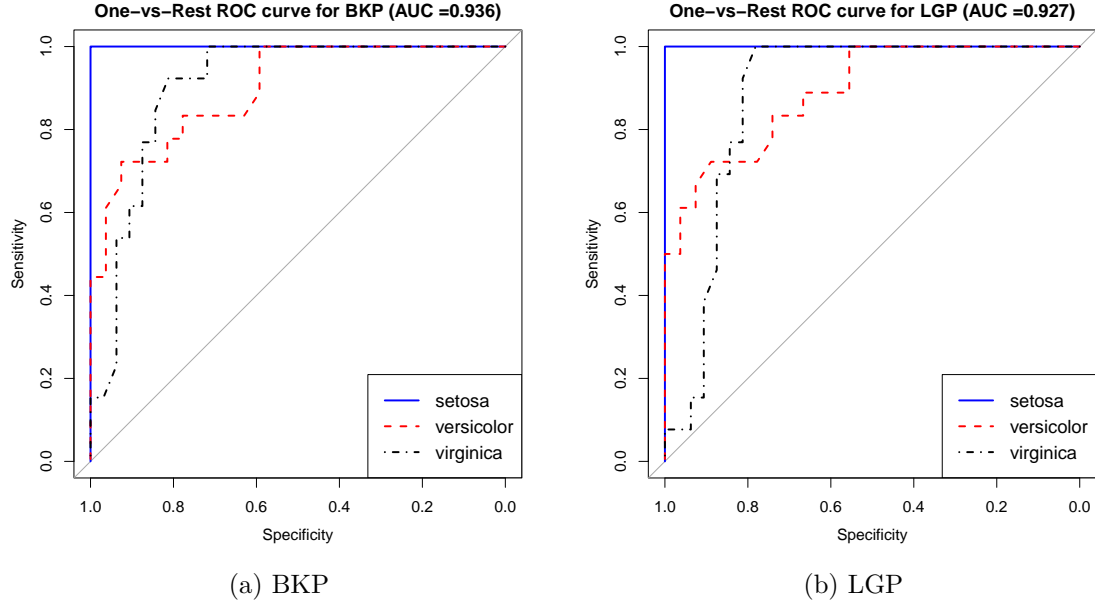 One−vs−Rest ROC curve for BKP (AUC =0.936)
Sensitivity
1.0
0.8
0.6
0.4
0.2
0.0
setosa
versicolor
virginica
1.0 0.8 0.6 0.4 0.2 0.0
Specificity
(a) BKP
One−vs−Rest ROC curve for LGP (AUC =0.927)
Sensitivity
1.0
0.8
0.6
0.4
0.2
0.0
setosa
versicolor
virginica
1.0 0.8 0.6 0.4 0.2 0.0
Specificity
(b) LGP